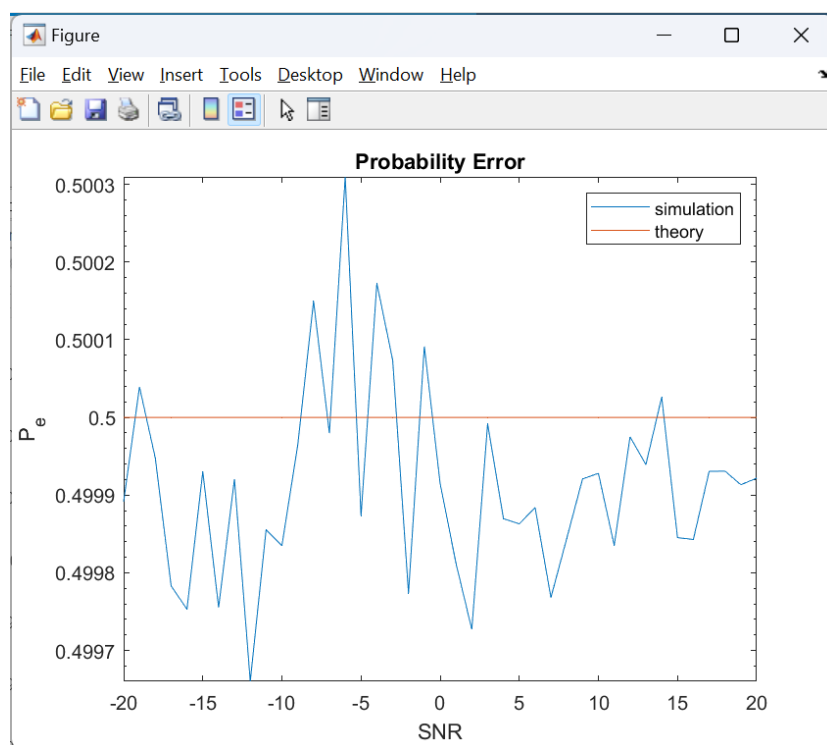 Figure
File Edit View Insert Tools Desktop Window Help
Probability Error
simulation
theory
0.5003
0.5002
0.5001
0.5
0.4999
0.4998
0.4997
Pe
-20 -15 -10 -5 0 5 10 15 20
SNR